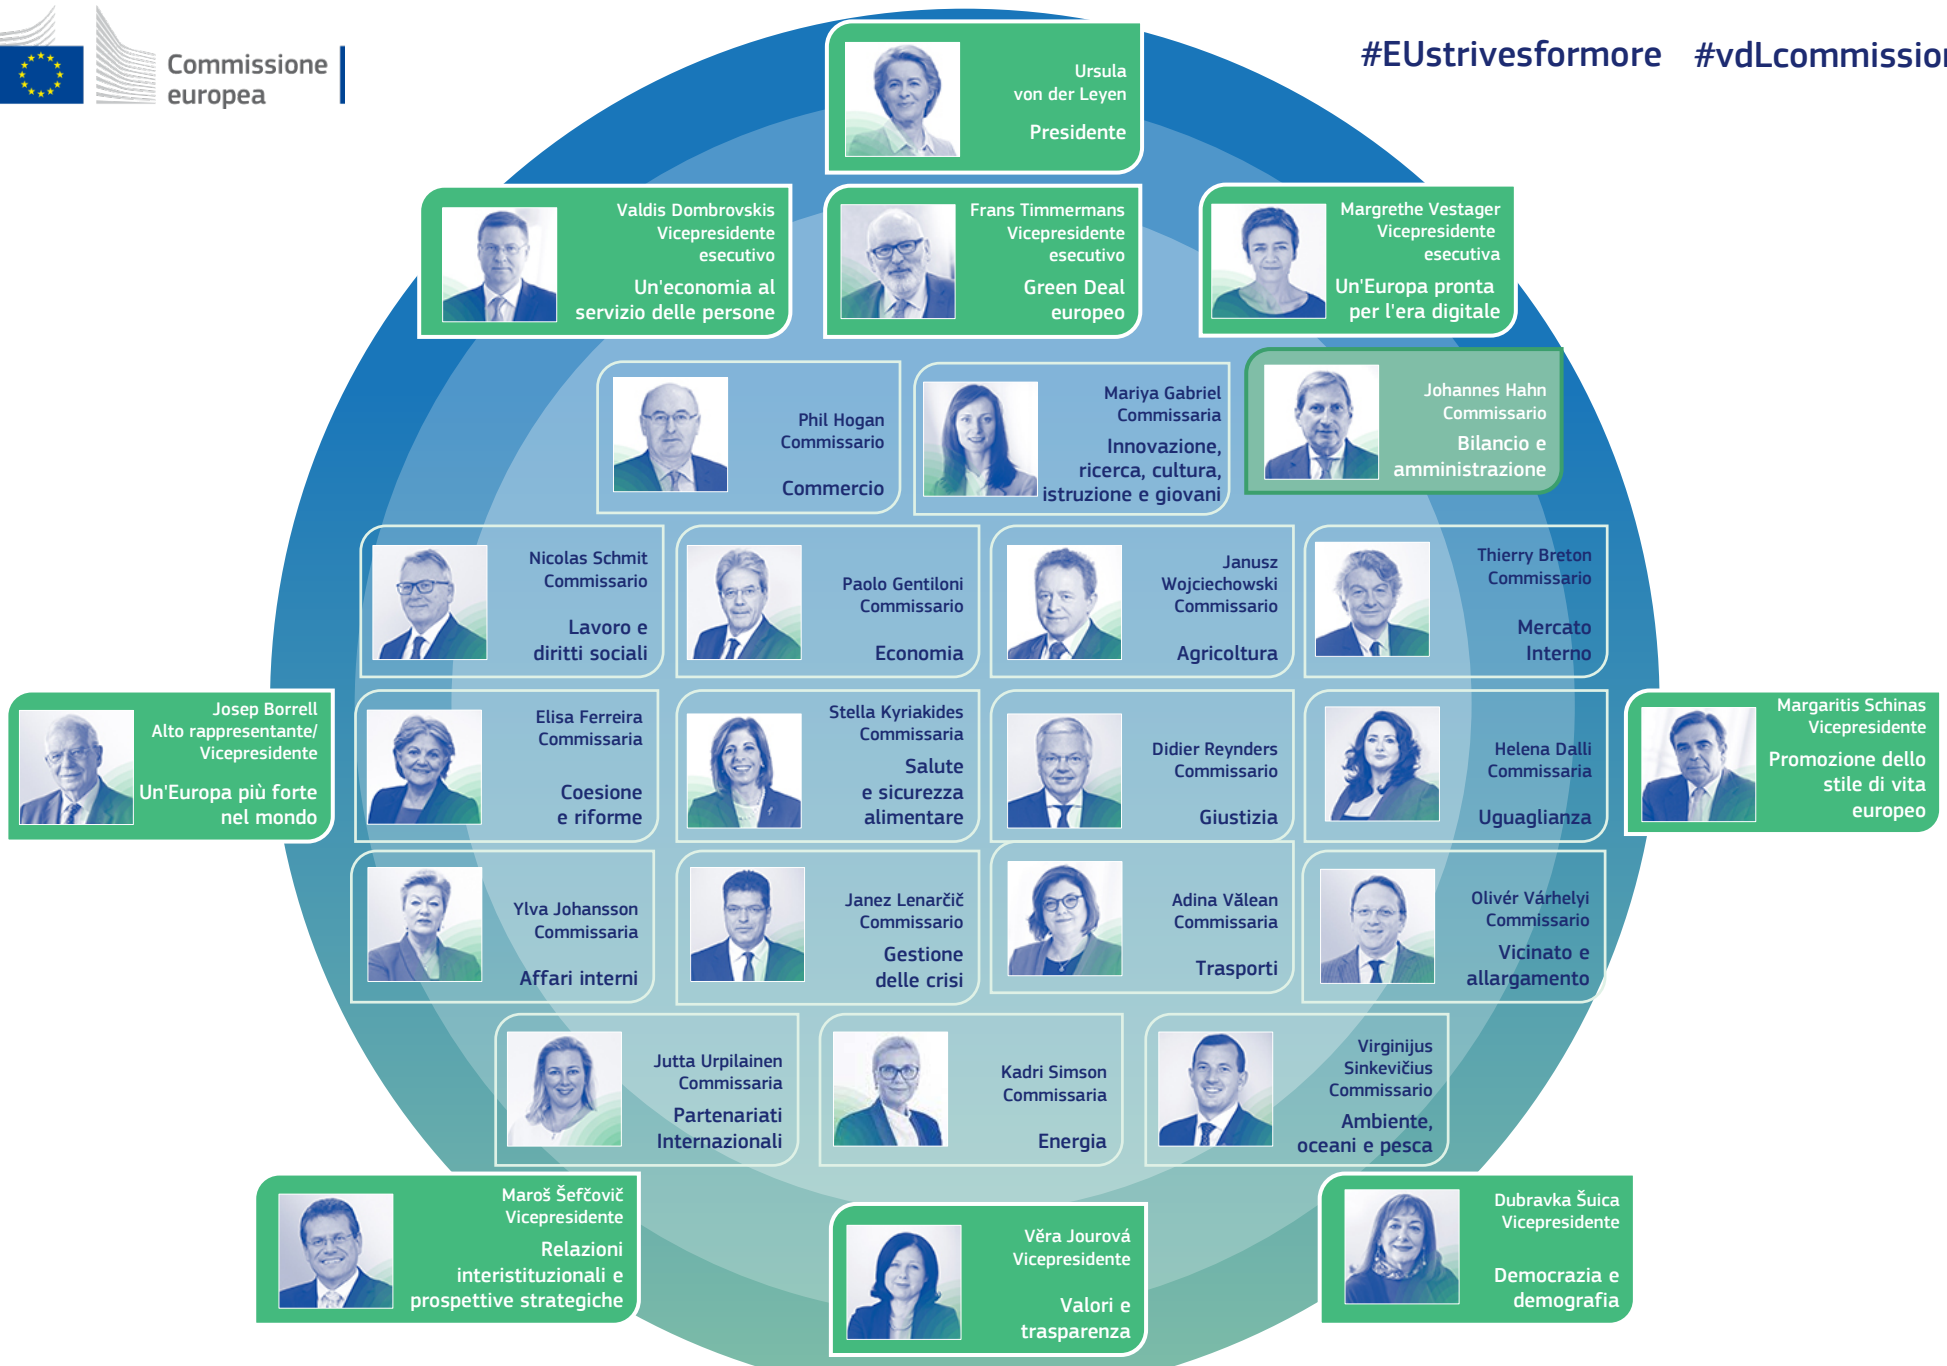 Commissione
europea
#EUstrivesformore #vdLcommission
Ursula
von der Leyen
Presidente
Valdis Dombrovskis
Vicepresidente
esecutivo
Un'economia al
servizio delle persone
Frans Timmermans
Vicepresidente
esecutivo
Green Deal
europeo
Margrethe Vestager
Vicepresidente
esecutiva
Un'Europa pronta
per l'era digitale
Phil Hogan
Commissario
Commercio
Mariya Gabriel
Commissaria
Innovazione,
ricerca, cultura,
istruzione e giovani
Johannes Hahn
Commissario
Bilancio e
amministrazione
Nicolas Schmit
Commissario
Lavoro e
diritti sociali
Paolo Gentiloni
Commissario
Economia
Janusz
Wojciechowski
Commissario
Agricoltura
Thierry Breton
Commissario
Mercato
Interno
Josep Borrell
Alto rappresentante/
Vicepresidente
Un'Europa più forte
nel mondo
Elisa Ferreira
Commissaria
Coesione
e riforme
Stella Kyriakides
Commissaria
Salute
e sicurezza
alimentare
Didier Reynders
Commissario
Giustizia
Helena Dalli
Commissaria
Uguaglianza
Margaritis Schinas
Vicepresidente
Promozione dello
stile di vita
europeo
Ylva Johansson
Commissaria
Affari interni
Janez Lenarčič
Commissario
Gestione
delle crisi
Adina Vălean
Commissaria
Trasporti
Olivér Várhelyi
Commissario
Vicinato e
allargamento
Jutta Urpilainen
Commissaria
Partenariati
Internazionali
Kadri Simson
Commissaria
Energia
Virginijus
Sinkevičius
Commissario
Ambiente,
oceani e pesca
Maroš Šefčovič
Vicepresidente
Relazioni
interistituzionali e
prospettive strategiche
Věra Jourová
Vicepresidente
Valori e
trasparenza
Dubravka Šuica
Vicepresidente
Democrazia e
demografia